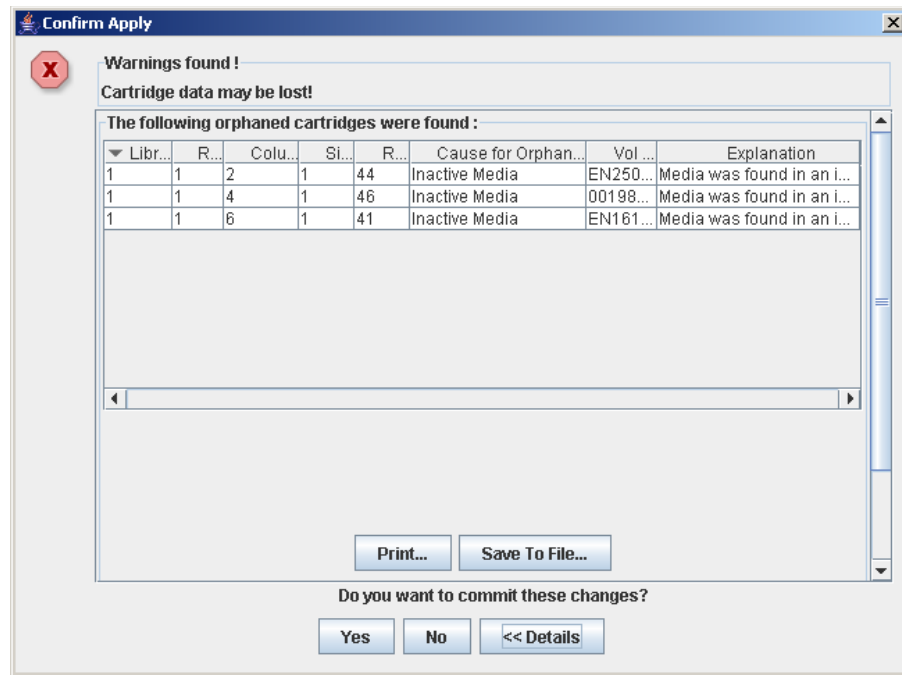 Confirm Apply
Warnings found !
Cartridge data may be lost!
The following orphaned cartridges were found :
Libr... R... Colu... Si... R... Cause for Orphan... Vol ... Explanation
1 1 2 1 44 Inactive Media EN250... Media was found in an i...
1 1 4 1 46 Inactive Media 00198... Media was found in an i...
1 1 6 1 41 Inactive Media EN161... Media was found in an i...
Print... Save To File...
Do you want to commit these changes?
Yes No << Details